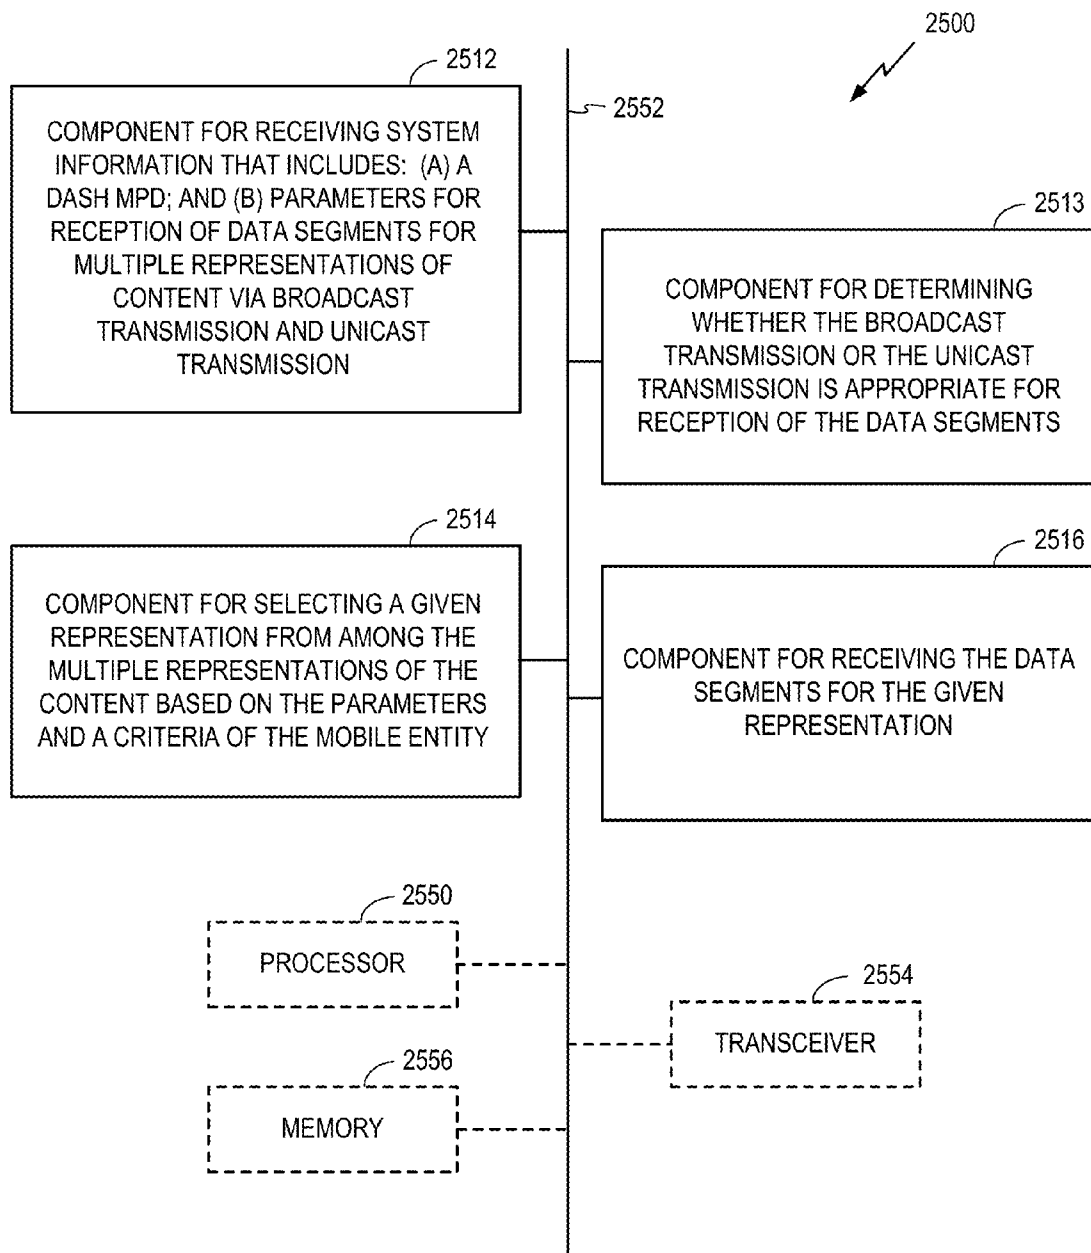 2500
2512
2552
COMPONENT FOR RECEIVING SYSTEM
INFORMATION THAT INCLUDES: (A) A
DASH MPD; AND (B) PARAMETERS FOR
RECEPTION OF DATA SEGMENTS FOR
MULTIPLE REPRESENTATIONS OF
CONTENT VIA BROADCAST
TRANSMISSION AND UNICAST
TRANSMISSION
2513
COMPONENT FOR DETERMINING
WHETHER THE BROADCAST
TRANSMISSION OR THE UNICAST
TRANSMISSION IS APPROPRIATE FOR
RECEPTION OF THE DATA SEGMENTS
2514
COMPONENT FOR SELECTING A GIVEN
REPRESENTATION FROM AMONG THE
MULTIPLE REPRESENTATIONS OF THE
CONTENT BASED ON THE PARAMETERS
AND A CRITERIA OF THE MOBILE ENTITY
2516
COMPONENT FOR RECEIVING THE DATA
SEGMENTS FOR THE GIVEN
REPRESENTATION
2550
PROCESSOR
2554
TRANSCEIVER
2556
MEMORY